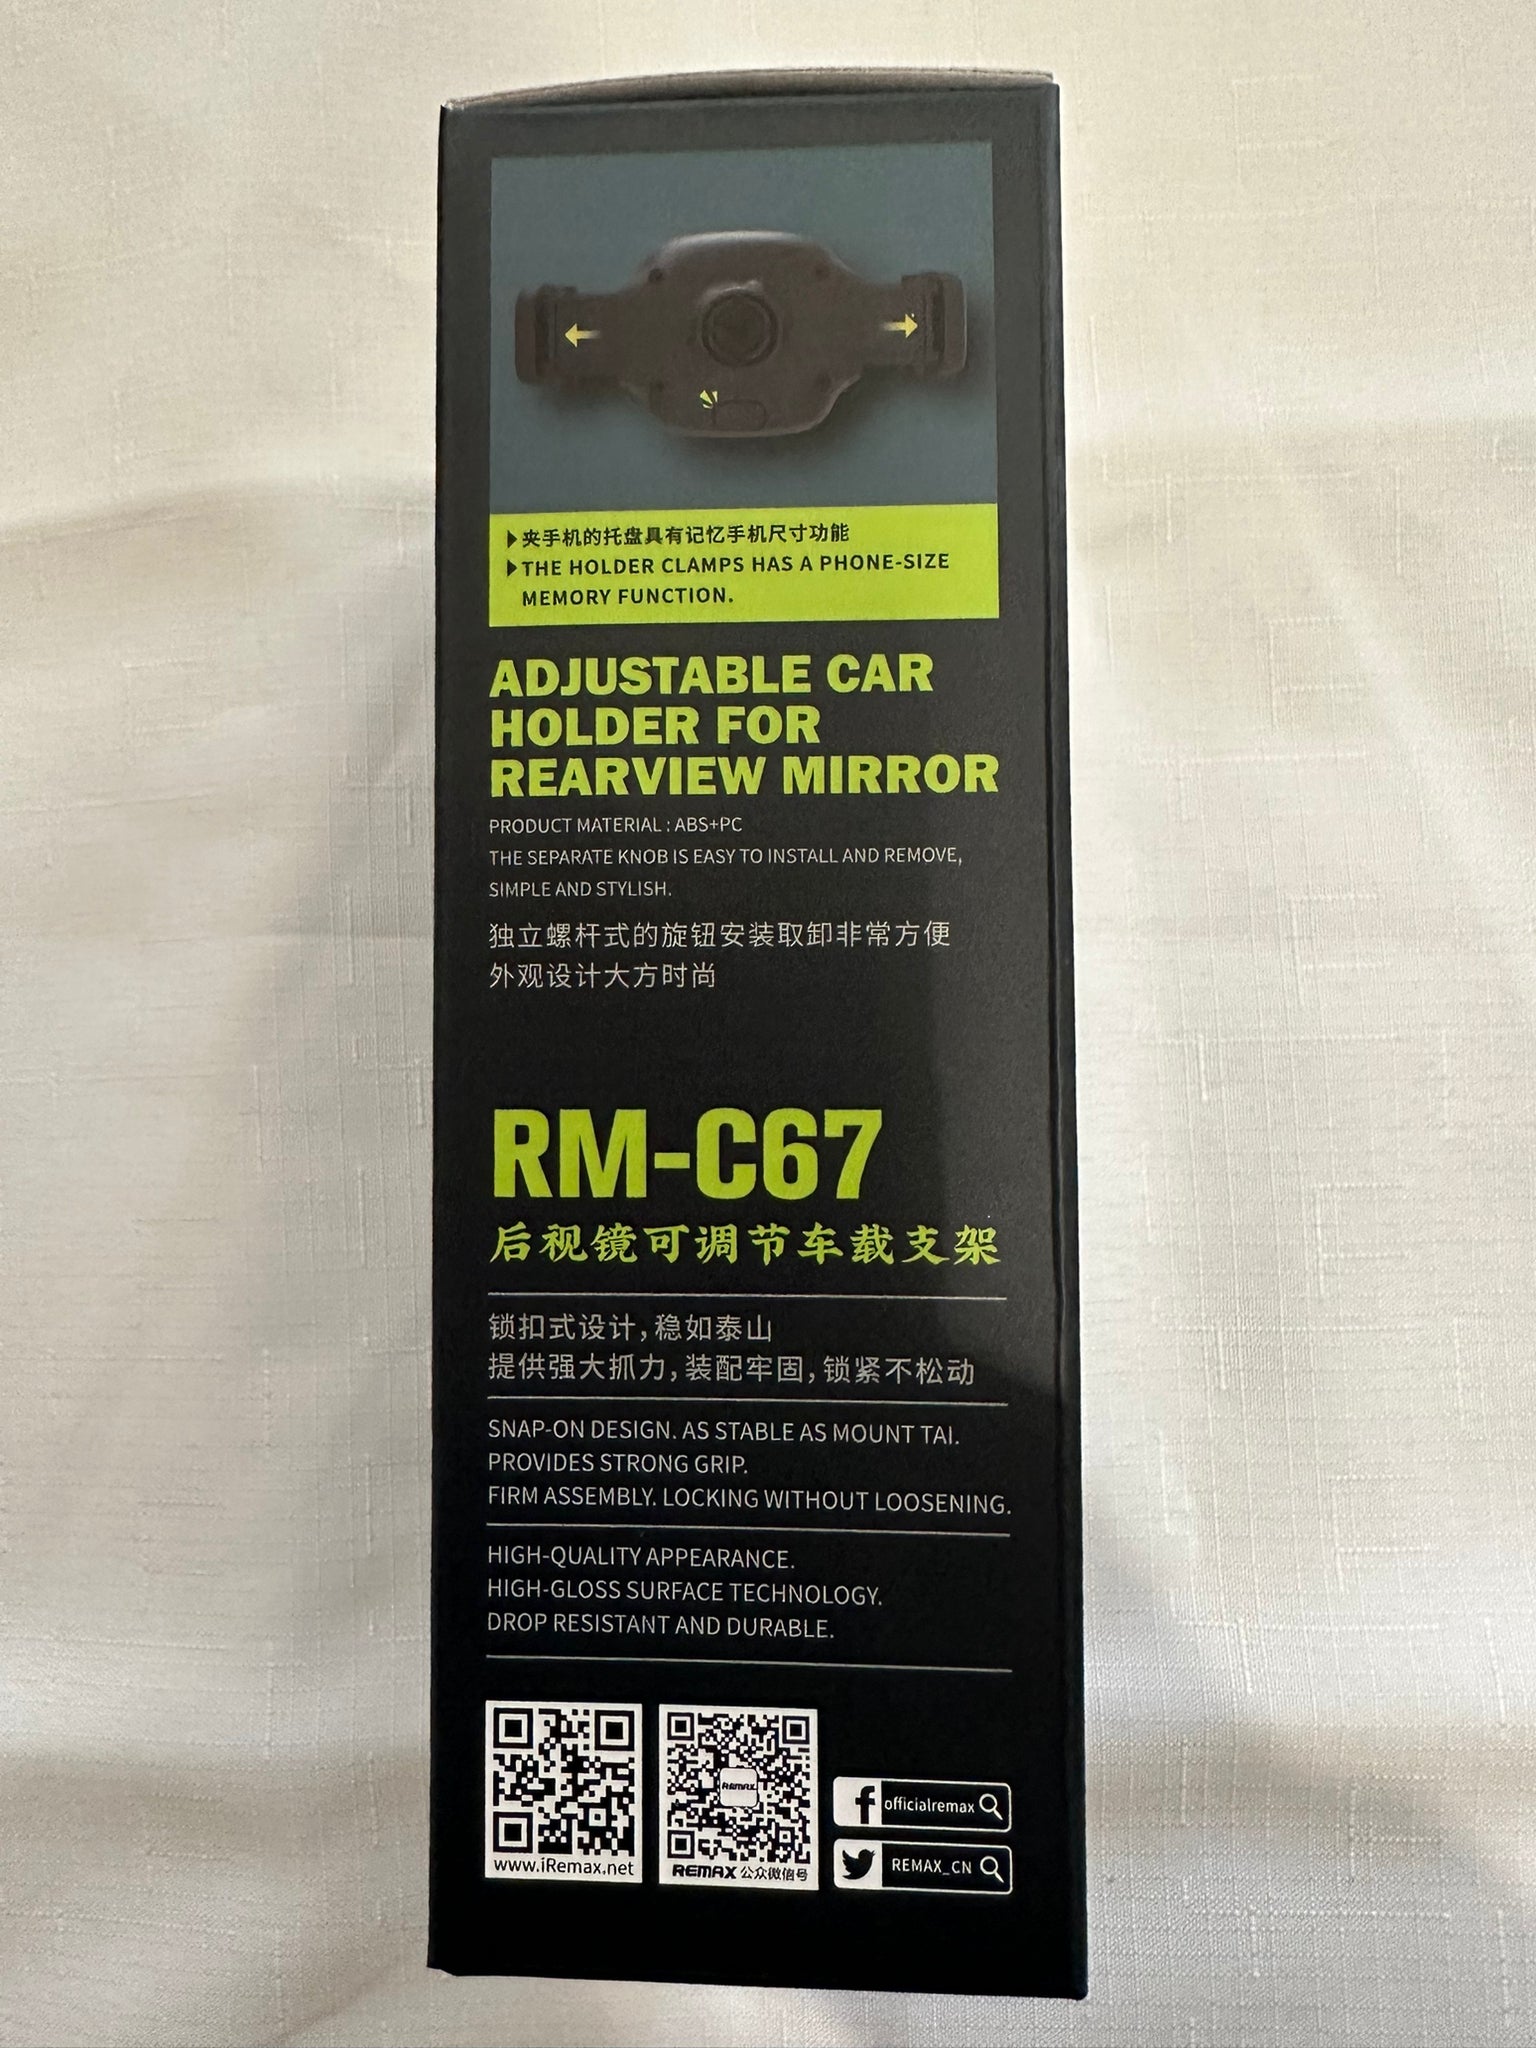 夹手机的托盘具有记忆手机尺寸功能
THE HOLDER CLAMPS HAS A PHONE-SIZE
MEMORY FUNCTION.
ADJUSTABLE CAR
HOLDER FOR
REARVIEW MIRROR
PRODUCT MATERIAL : ABS+PC
THE SEPARATE KNOB IS EASY TO INSTALL AND REMOVE,
SIMPLE AND STYLISH.
独立螺杆式的旋钮安装取卸非常方便
外观设计大方时尚
RM-C67
后视镜可调节车载支架
锁扣式设计,稳如泰山
提供强大抓力,装配牢固,锁紧不松动
SNAP-ON DESIGN. AS STABLE AS MOUNT TAI.
PROVIDES STRONG GRIP.
FIRM ASSEMBLY. LOCKING WITHOUT LOOSENING.
HIGH-QUALITY APPEARANCE.
HIGH-GLOSS SURFACE TECHNOLOGY.
DROP RESISTANT AND DURABLE.
REMAX
officialremax
REMAX_CN
www.iRemax.net
REMAX 公众微信号